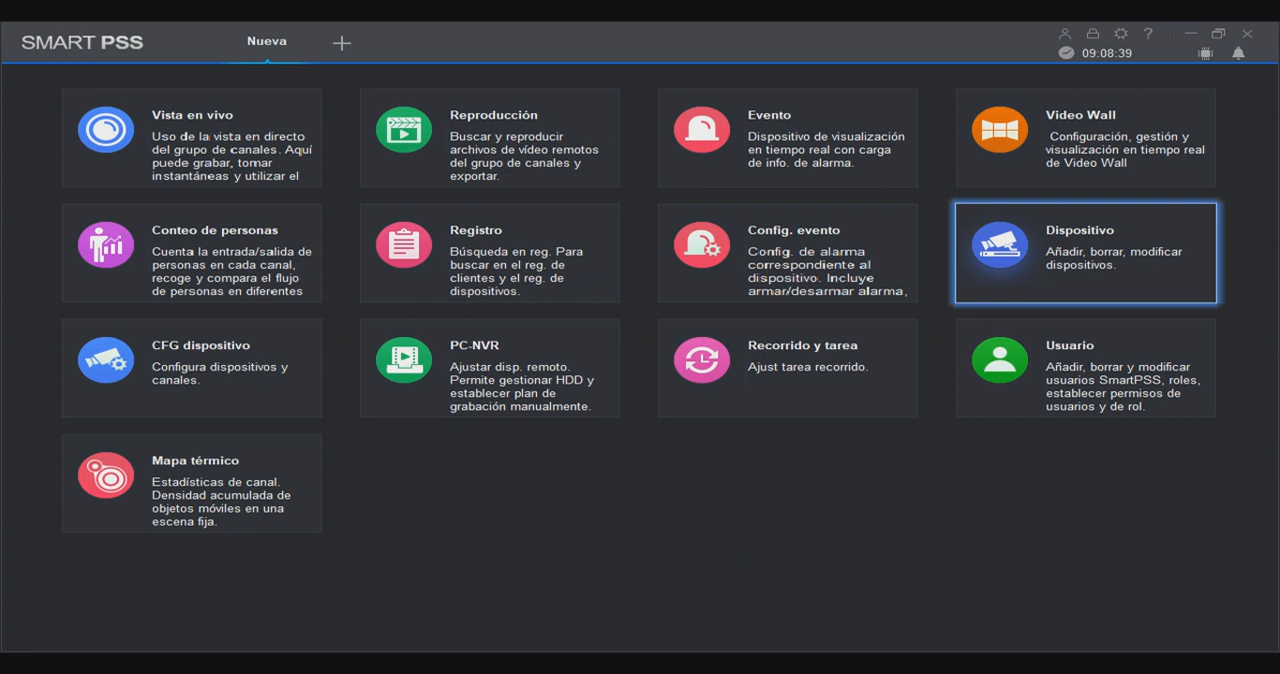 SMART PSS
Nueva
09:08:39
Vista en vivo
Uso de la vista en directo
del grupo de canales. Aquí
puede grabar, tomar
instantáneas y utilizar el
Reproducción
Buscar y reproducir
archivos de vídeo remotos
del grupo de canales y
exportar.
Evento
Dispositivo de visualización
en tiempo real con carga
de info. de alarma.
Video Wall
Configuración, gestión y
visualización en tiempo real
de Video Wall
Conteo de personas
Cuenta la entrada/salida de
personas en cada canal,
recoge y compara el flujo
de personas en diferentes
Registro
Búsqueda en reg. Para
buscar en el reg. de
clientes y el reg. de
dispositivos.
Config. evento
Config. de alarma
correspondiente al
dispositivo. Incluye
armar/desarmar alarma,
Dispositivo
Añadir, borrar, modificar
dispositivos.
CFG dispositivo
Configura dispositivos y
canales.
PC-NVR
Ajustar disp. remoto.
Permite gestionar HDD y
establecer plan de
grabación manualmente.
Recorrido y tarea
Ajust tarea recorrido.
Usuario
Añadir, borrar y modificar
usuarios SmartPSS, roles,
establecer permisos de
usuarios y de rol.
Mapa térmico
Estadísticas de canal.
Densidad acumulada de
objetos móviles en una
escena fija.